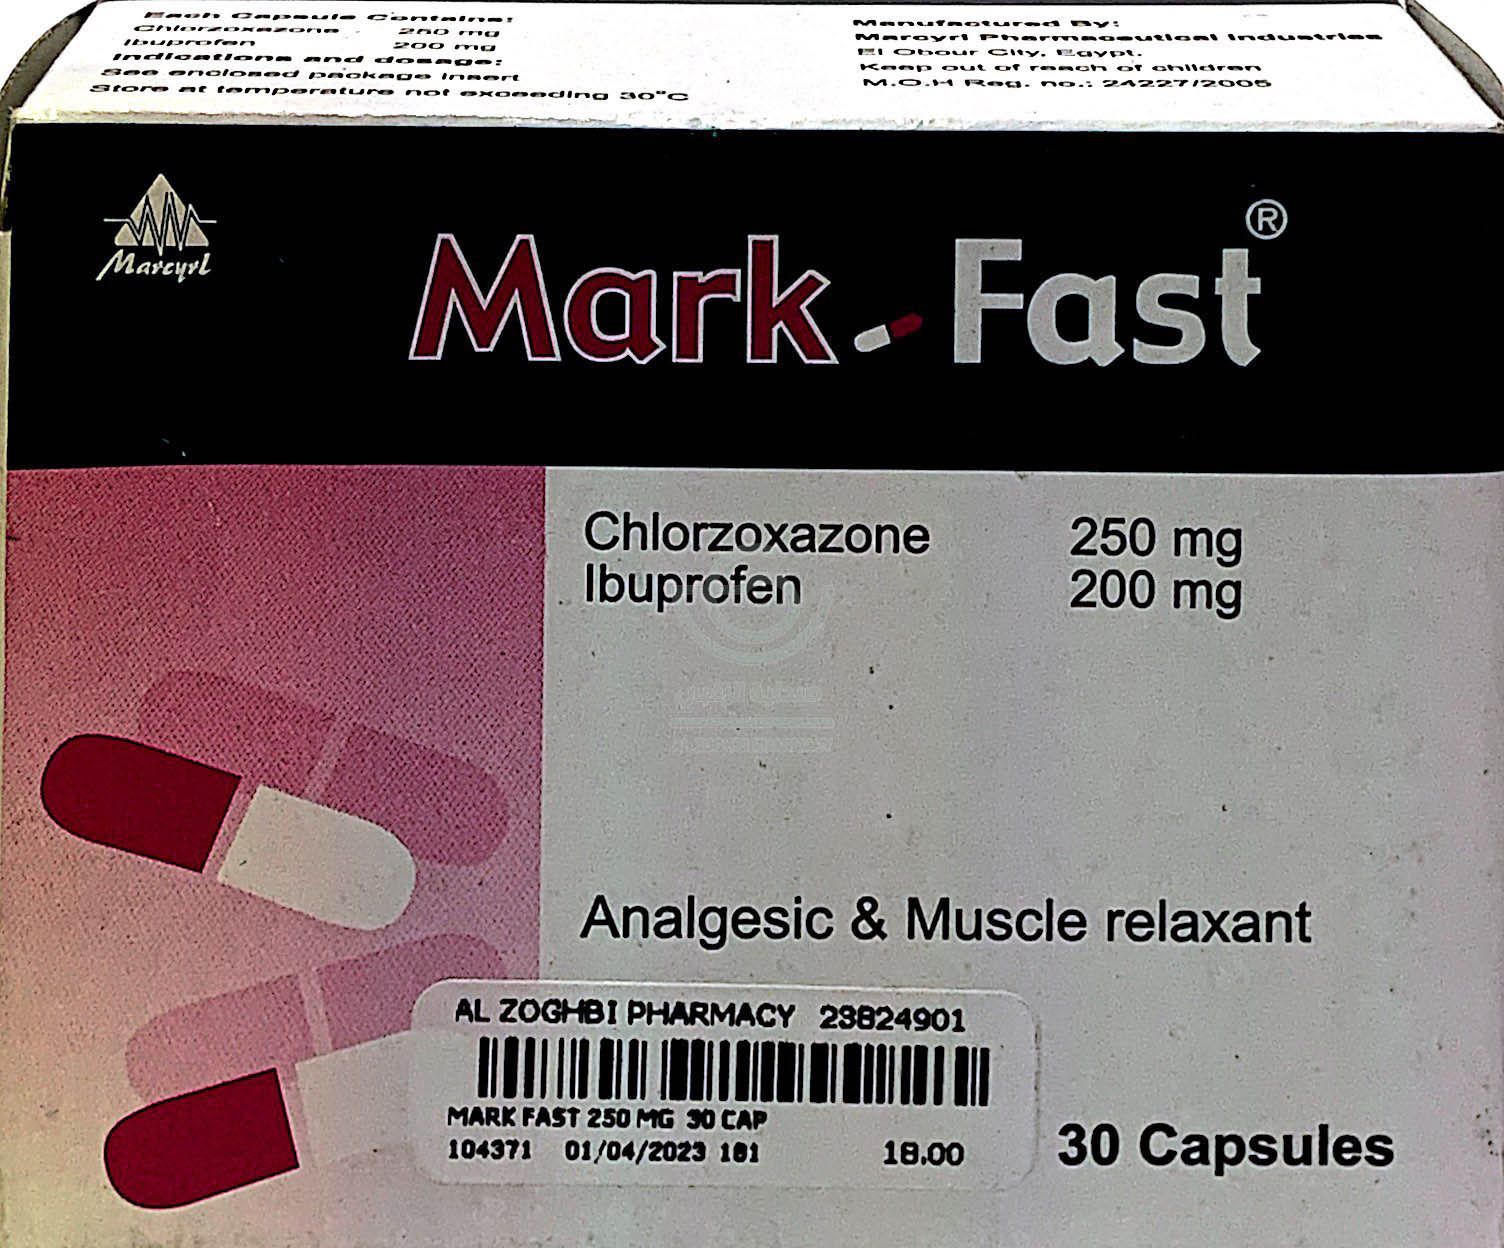 Each Capsule Contains:
Chlorzoxazone 250 mg
Ibuprofen 200 mg
Indications and dosage:
See enclosed package insert
Store at temperature not exceeding 30°C
Manufactured By:
Marcyrl Pharmaceutical Industries
El Obour City, Egypt.
Keep out of reach of children
M.O.H Reg. no.: 24227/2005
Marcyrl
Mark Fast ®
Chlorzoxazone 250 mg
Ibuprofen 200 mg
Analgesic & Muscle relaxant
AL ZOGHBI PHARMACY 23824901
MARK FAST 250 MG 30 CAP
104371 01/04/2023 181 18.00
30 Capsules